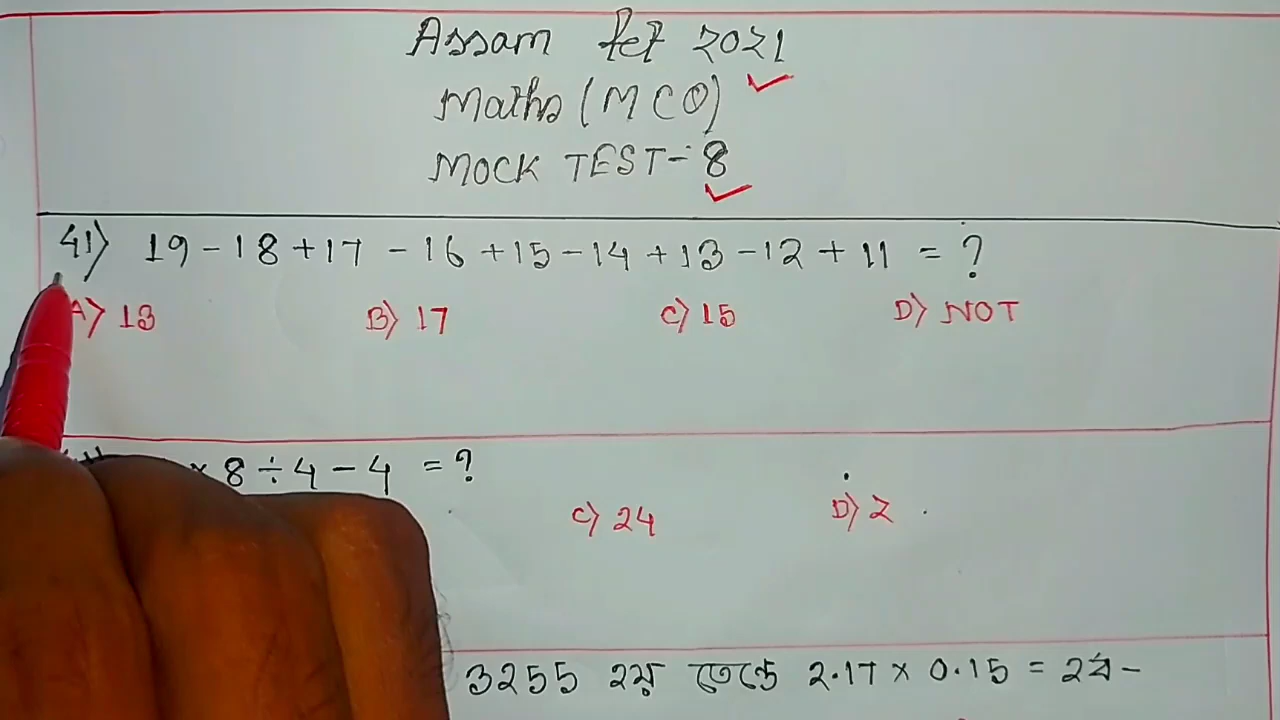 Assam Tet 2021
Maths (MCQ)
MOCK TEST-8
41) 19-18+17-16+15-14+13-12+11 = ?
A) 13 B) 17 C) 15 D) NOT
× 8 ÷ 4 - 4 = ?
C) 24 D) 2
3255 হয় তেন্তে 2.17 × 0.15 = হব -